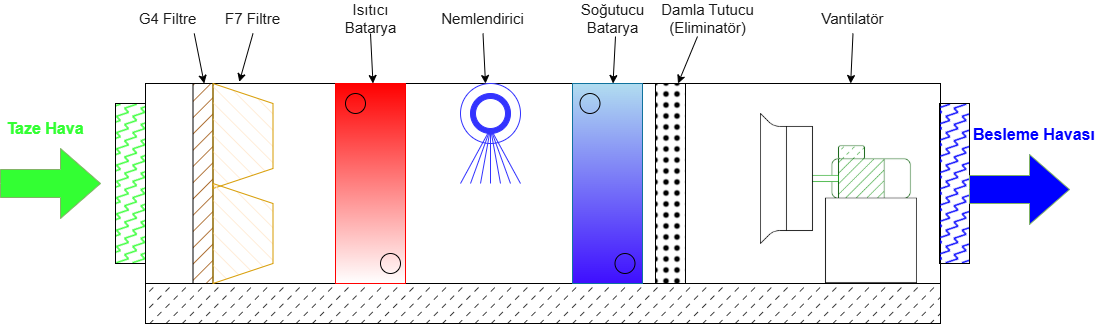 G4 Filtre
F7 Filtre
Isıtıcı
Batarya
Nemlendirici
Soğutucu
Batarya
Damla Tutucu
(Eliminatör)
Vantilatör
Taze Hava
Besleme Havası